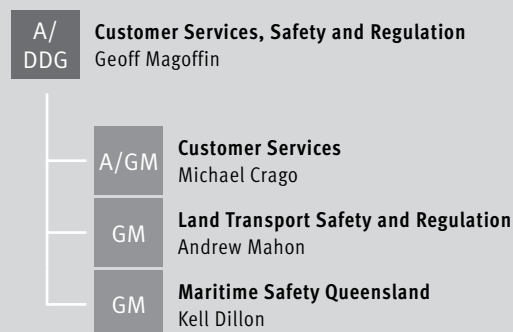 A/
DDG
Customer Services, Safety and Regulation
Geoff Magoffin
A/GM
Customer Services
Michael Crago
GM
Land Transport Safety and Regulation
Andrew Mahon
GM
Maritime Safety Queensland
Kell Dillon